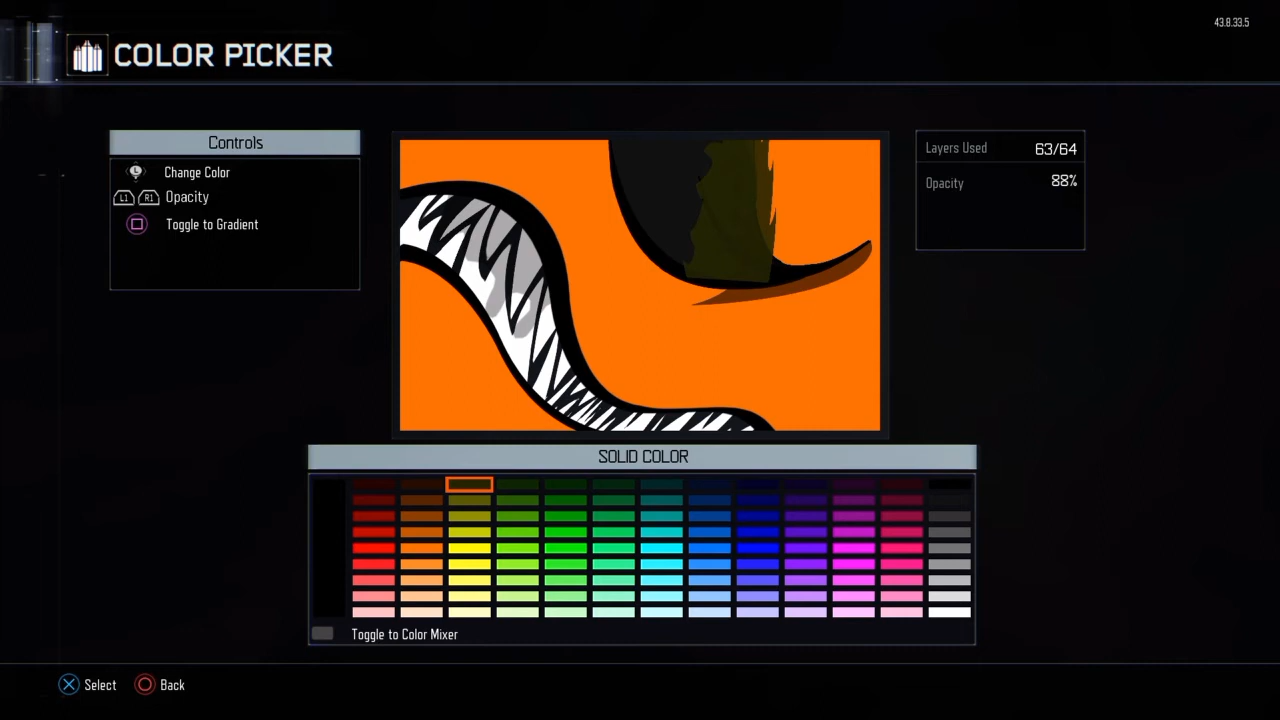 43.8.33.5
COLOR PICKER
Controls
L Change Color
L1 R1 Opacity
Toggle to Gradient
Layers Used 63/64
Opacity 88%
SOLID COLOR
Toggle to Color Mixer
Select Back